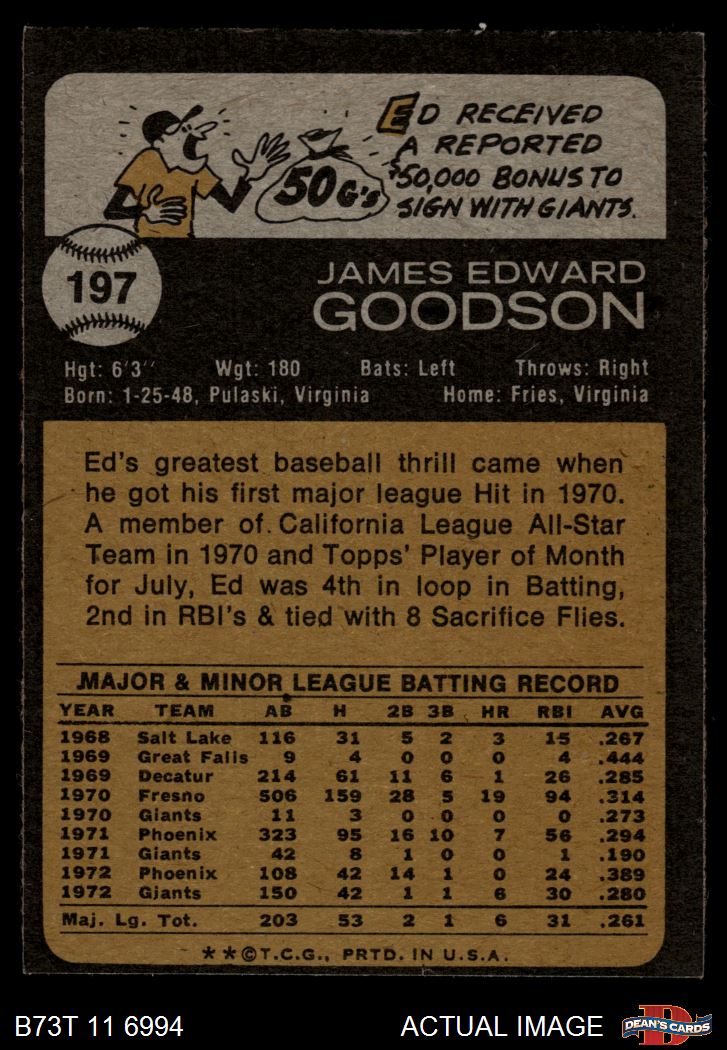 ED RECEIVED
A REPORTED
$50,000 BONUS TO
SIGN WITH GIANTS.
50 G's
197
JAMES EDWARD
GOODSON
Hgt: 6'3" Wgt: 180 Bats: Left Throws: Right
Born: 1-25-48, Pulaski, Virginia Home: Fries, Virginia
Ed's greatest baseball thrill came when
he got his first major league Hit in 1970.
A member of California League All-Star
Team in 1970 and Topps' Player of Month
for July, Ed was 4th in loop in Batting,
2nd in RBI's & tied with 8 Sacrifice Flies.
MAJOR & MINOR LEAGUE BATTING RECORD
YEAR TEAM AB H 2B 3B HR RBI AVG
1968 Salt Lake 116 31 5 2 3 15 .267
1969 Great Falls 9 4 0 0 0 4 .444
1969 Decatur 214 61 11 6 1 26 .285
1970 Fresno 506 159 28 5 19 94 .314
1970 Giants 11 3 0 0 0 0 .273
1971 Phoenix 323 95 16 10 7 56 .294
1971 Giants 42 8 1 0 0 1 .190
1972 Phoenix 108 42 14 1 0 24 .389
1972 Giants 150 42 1 1 6 30 .280
Maj. Lg. Tot. 203 53 2 1 6 31 .261
**©T.C.G., PRTD. IN U.S.A.
B73T 11 6994 ACTUAL IMAGE
DEAN'S CARDS